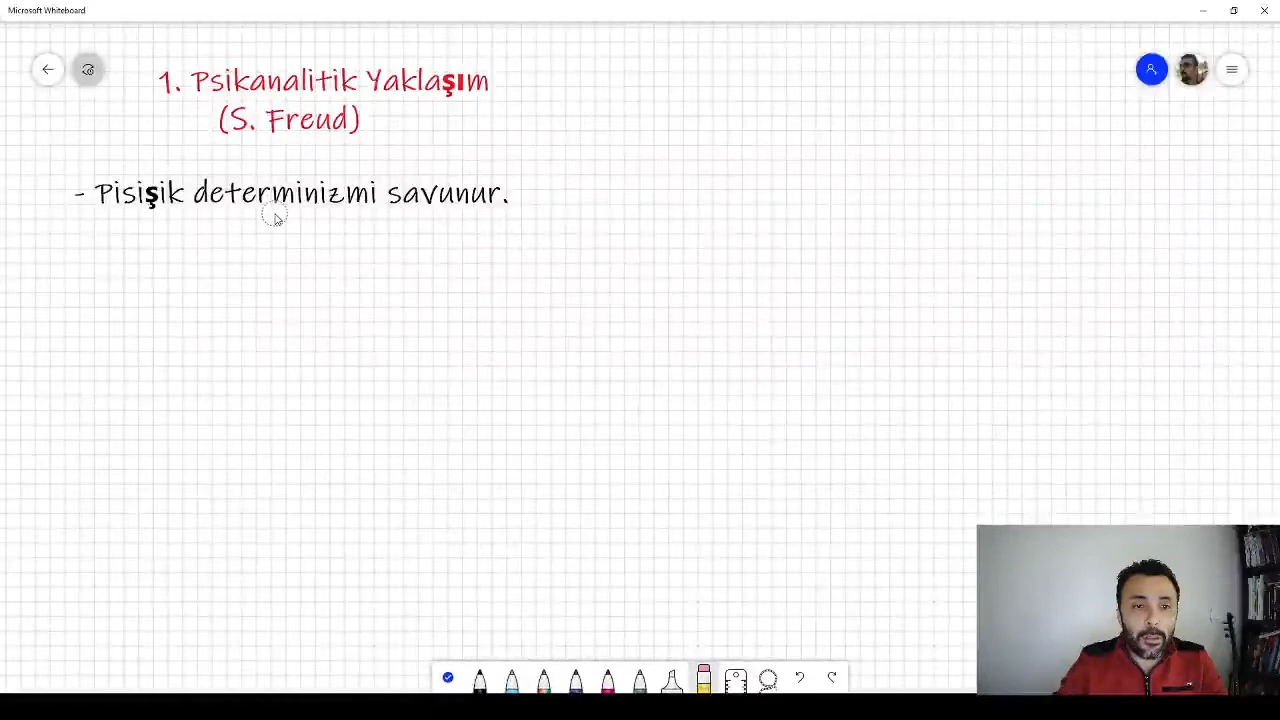 Microsoft Whiteboard
1. Psikanalitik Yaklaşım
(S. Freud)
- Pisişik determinizmi savunur.